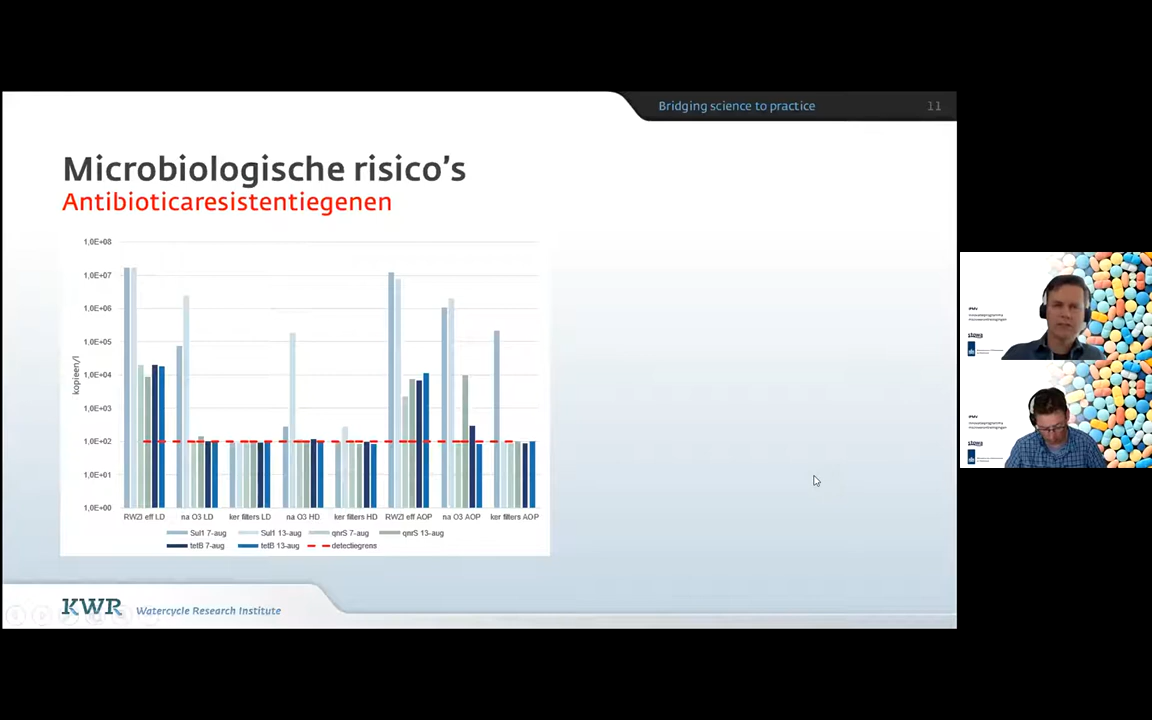 Bridging science to practice
11
Microbiologische risico's
Antibioticaresistentiegenen
1,0E+08
1,0E+07
1,0E+06
1,0E+05
1,0E+04
1,0E+03
1,0E+02
1,0E+01
1,0E+00
kopieen/l
RWZI eff LD
na O3 LD
ker filters LD
na O3 HD
ker filters HD
RWZI eff AOP
na O3 AOP
ker filters AOP
Sul1 7-aug
Sul1 13-aug
qnrS 7-aug
qnrS 13-aug
tetB 7-aug
tetB 13-aug
detectiegrens
KWR
Watercycle Research Institute
stowa
stowa